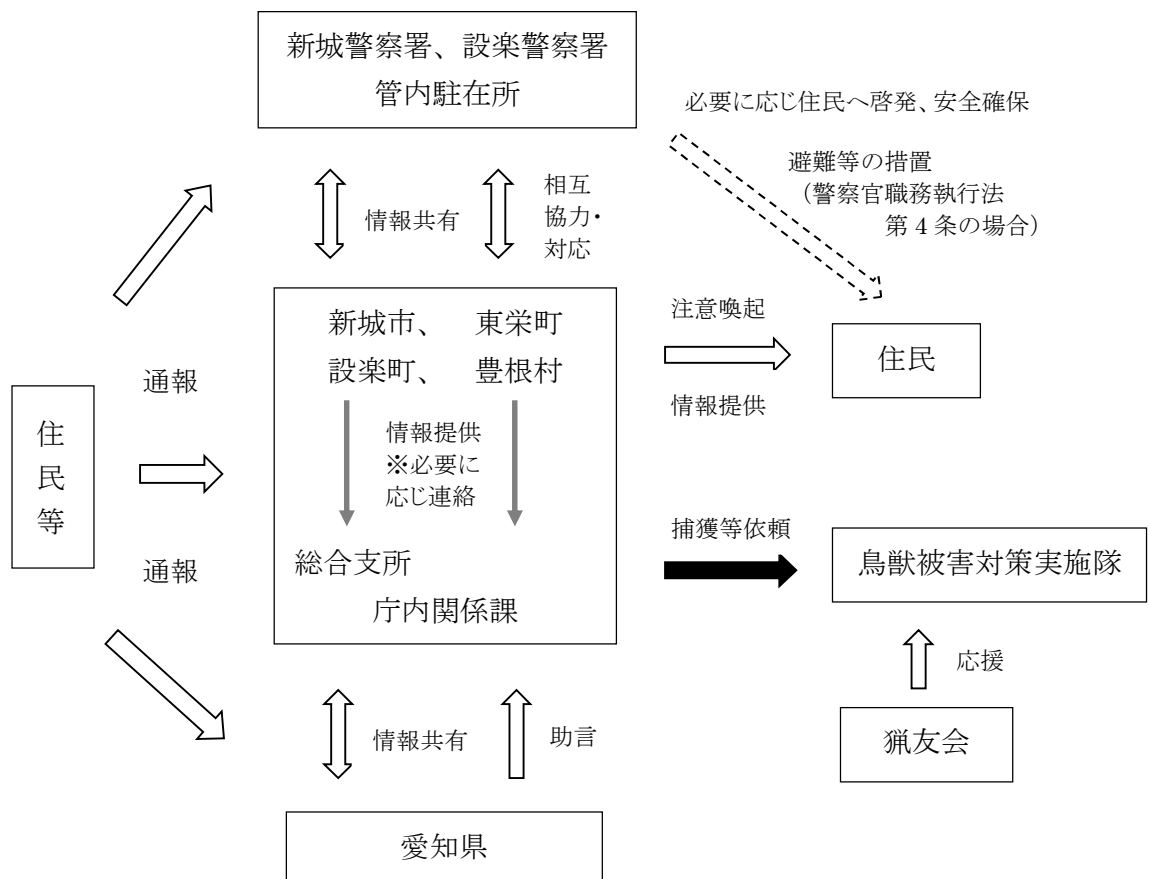 新城警察署、設楽警察署
管内駐在所
必要に応じ住民へ啓発、安全確保
避難等の措置
（警察官職務執行法
第4条の場合）
情報共有
相互
協力・
対応
新城市、 東栄町
設楽町、 豊根村
情報提供
※必要に
応じ連絡
総合支所
庁内関係課
注意喚起
情報提供
住民
通報
住民等
通報
捕獲等依頼
鳥獣被害対策実施隊
応援
猟友会
情報共有
助言
愛知県